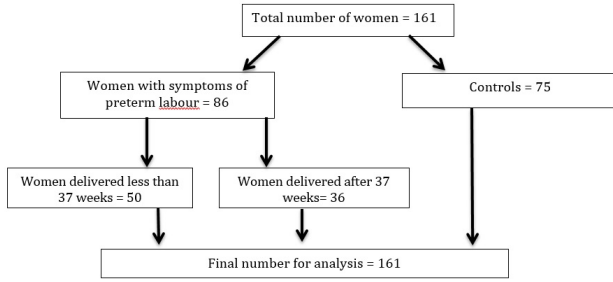 Total number of women = 161
Women with symptoms of
preterm labour = 86
Controls = 75
Women delivered less than
37 weeks = 50
Women delivered after 37
weeks= 36
Final number for analysis = 161